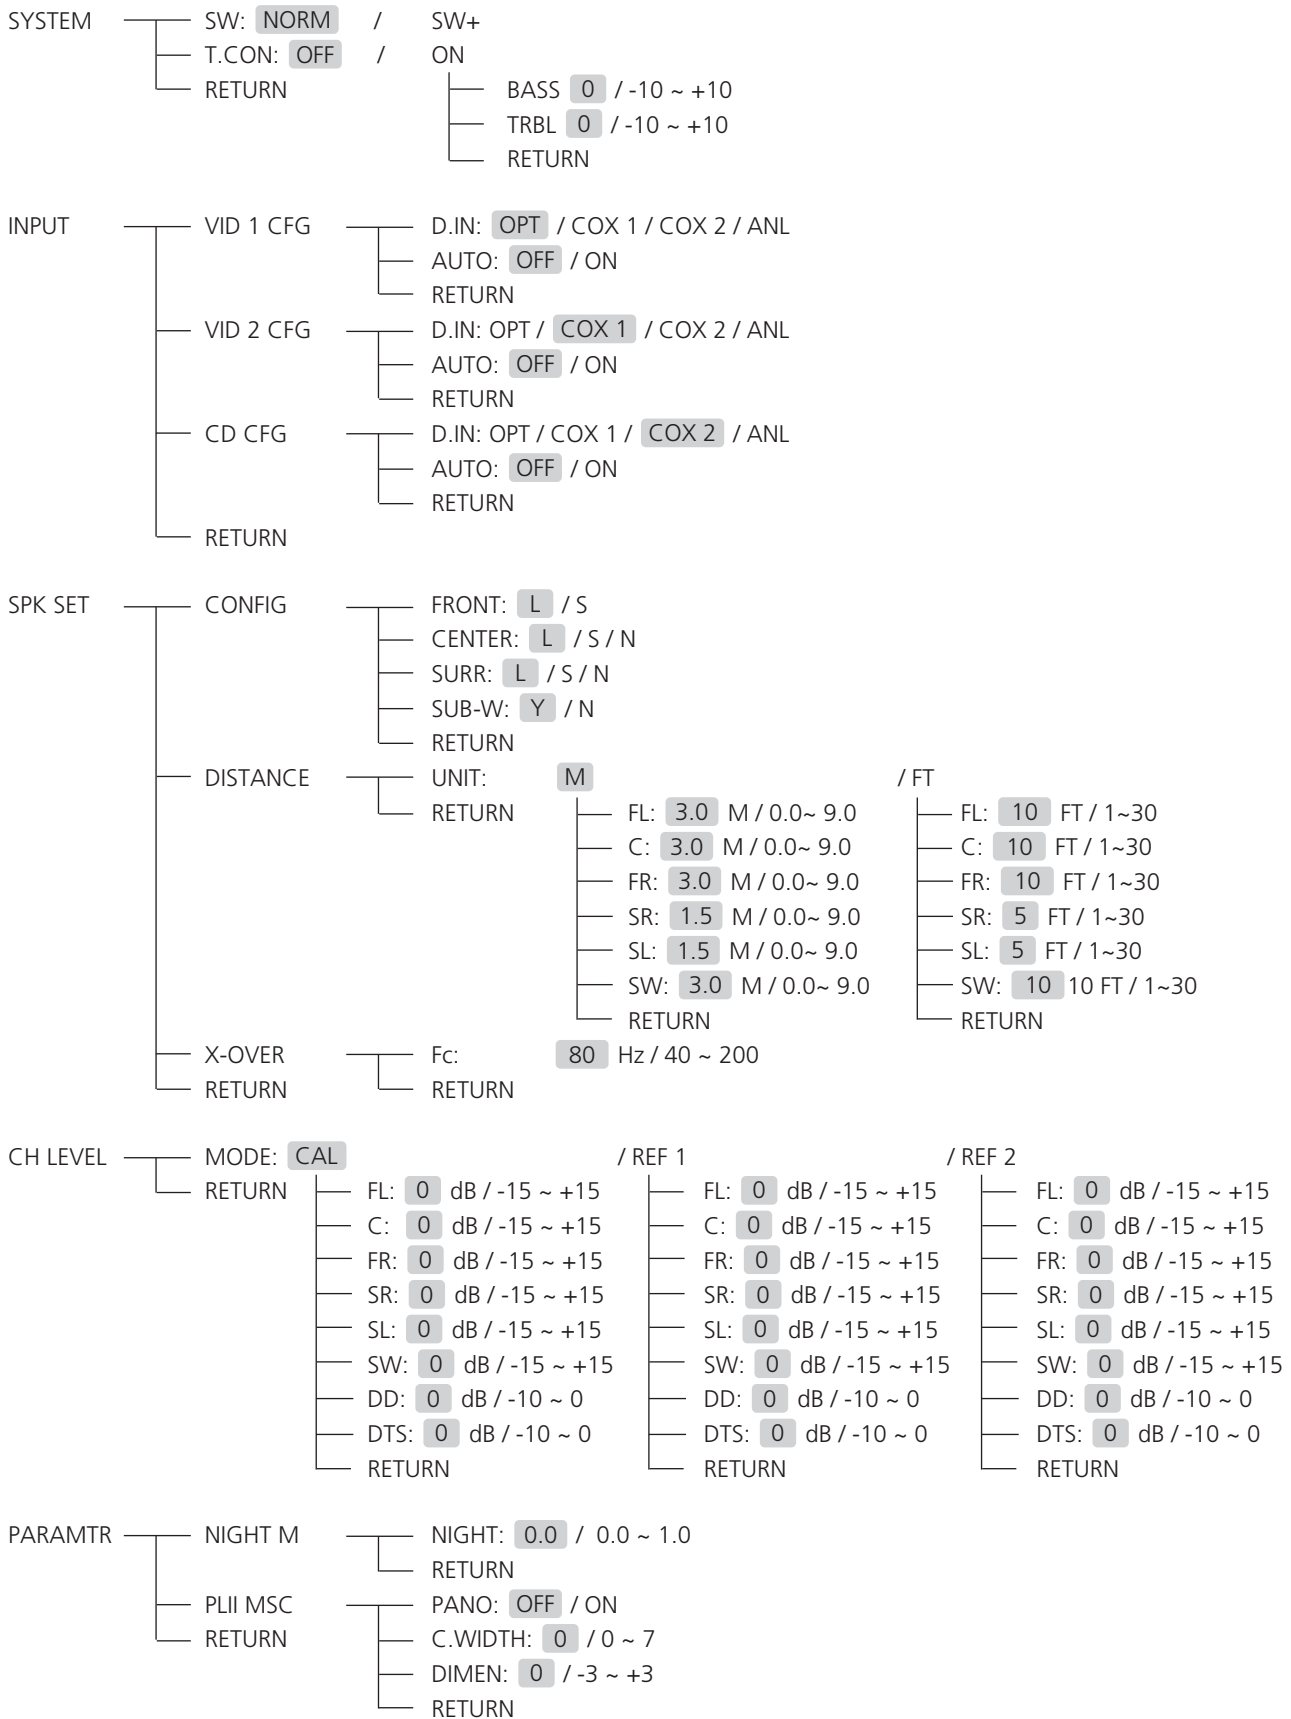 SYSTEM SW: NORM / SW+
T.CON: OFF / ON
RETURN BASS 0 / -10 ~ +10
TRBL 0 / -10 ~ +10
RETURN
INPUT VID 1 CFG D.IN: OPT / COX 1 / COX 2 / ANL
AUTO: OFF / ON
RETURN
VID 2 CFG D.IN: OPT / COX 1 / COX 2 / ANL
AUTO: OFF / ON
RETURN
CD CFG D.IN: OPT / COX 1 / COX 2 / ANL
AUTO: OFF / ON
RETURN
RETURN
SPK SET CONFIG FRONT: L / S
CENTER: L / S / N
SURR: L / S / N
SUB-W: Y / N
RETURN
DISTANCE UNIT: M / FT
RETURN FL: 3.0 M / 0.0~ 9.0 FL: 10 FT / 1~30
C: 3.0 M / 0.0~ 9.0 C: 10 FT / 1~30
FR: 3.0 M / 0.0~ 9.0 FR: 10 FT / 1~30
SR: 1.5 M / 0.0~ 9.0 SR: 5 FT / 1~30
SL: 1.5 M / 0.0~ 9.0 SL: 5 FT / 1~30
SW: 3.0 M / 0.0~ 9.0 SW: 10 10 FT / 1~30
RETURN RETURN
X-OVER Fc: 80 Hz / 40 ~ 200
RETURN RETURN
CH LEVEL MODE: CAL / REF 1 / REF 2
RETURN FL: 0 dB / -15 ~ +15 FL: 0 dB / -15 ~ +15 FL: 0 dB / -15 ~ +15
C: 0 dB / -15 ~ +15 C: 0 dB / -15 ~ +15 C: 0 dB / -15 ~ +15
FR: 0 dB / -15 ~ +15 FR: 0 dB / -15 ~ +15 FR: 0 dB / -15 ~ +15
SR: 0 dB / -15 ~ +15 SR: 0 dB / -15 ~ +15 SR: 0 dB / -15 ~ +15
SL: 0 dB / -15 ~ +15 SL: 0 dB / -15 ~ +15 SL: 0 dB / -15 ~ +15
SW: 0 dB / -15 ~ +15 SW: 0 dB / -15 ~ +15 SW: 0 dB / -15 ~ +15
DD: 0 dB / -10 ~ 0 DD: 0 dB / -10 ~ 0 DD: 0 dB / -10 ~ 0
DTS: 0 dB / -10 ~ 0 DTS: 0 dB / -10 ~ 0 DTS: 0 dB / -10 ~ 0
RETURN RETURN RETURN
PARAMTR NIGHT M NIGHT: 0.0 / 0.0 ~ 1.0
RETURN
PLII MSC PANO: OFF / ON
RETURN C.WIDTH: 0 / 0 ~ 7
DIMEN: 0 / -3 ~ +3
RETURN